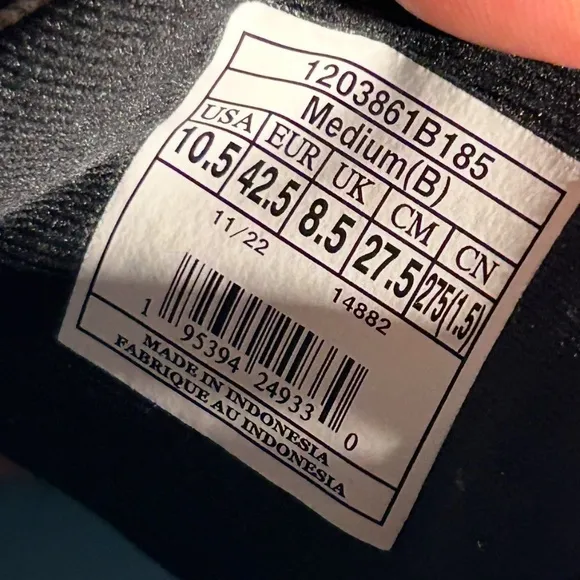 1203861B185
Medium(B)
USA EUR UK CM CN
10.5 42.5 8.5 27.5 275(1.5)
11/22 14882
1 95394 24933 0
MADE IN INDONESIA
FABRIQUE AU INDONESIA